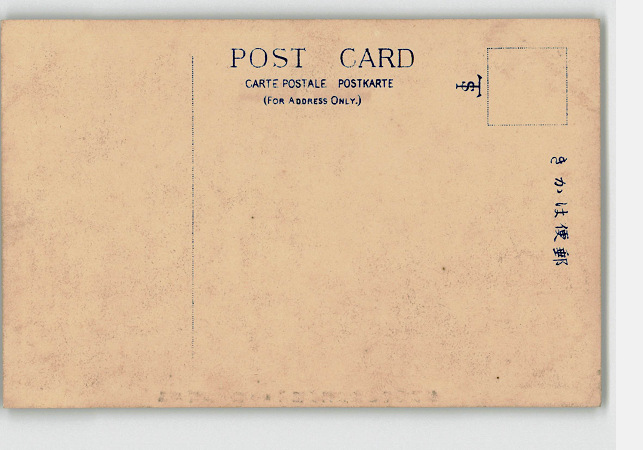 POST CARD
CARTE POSTALE POSTKARTE
(FOR ADDRESS ONLY.)
きかは便郵